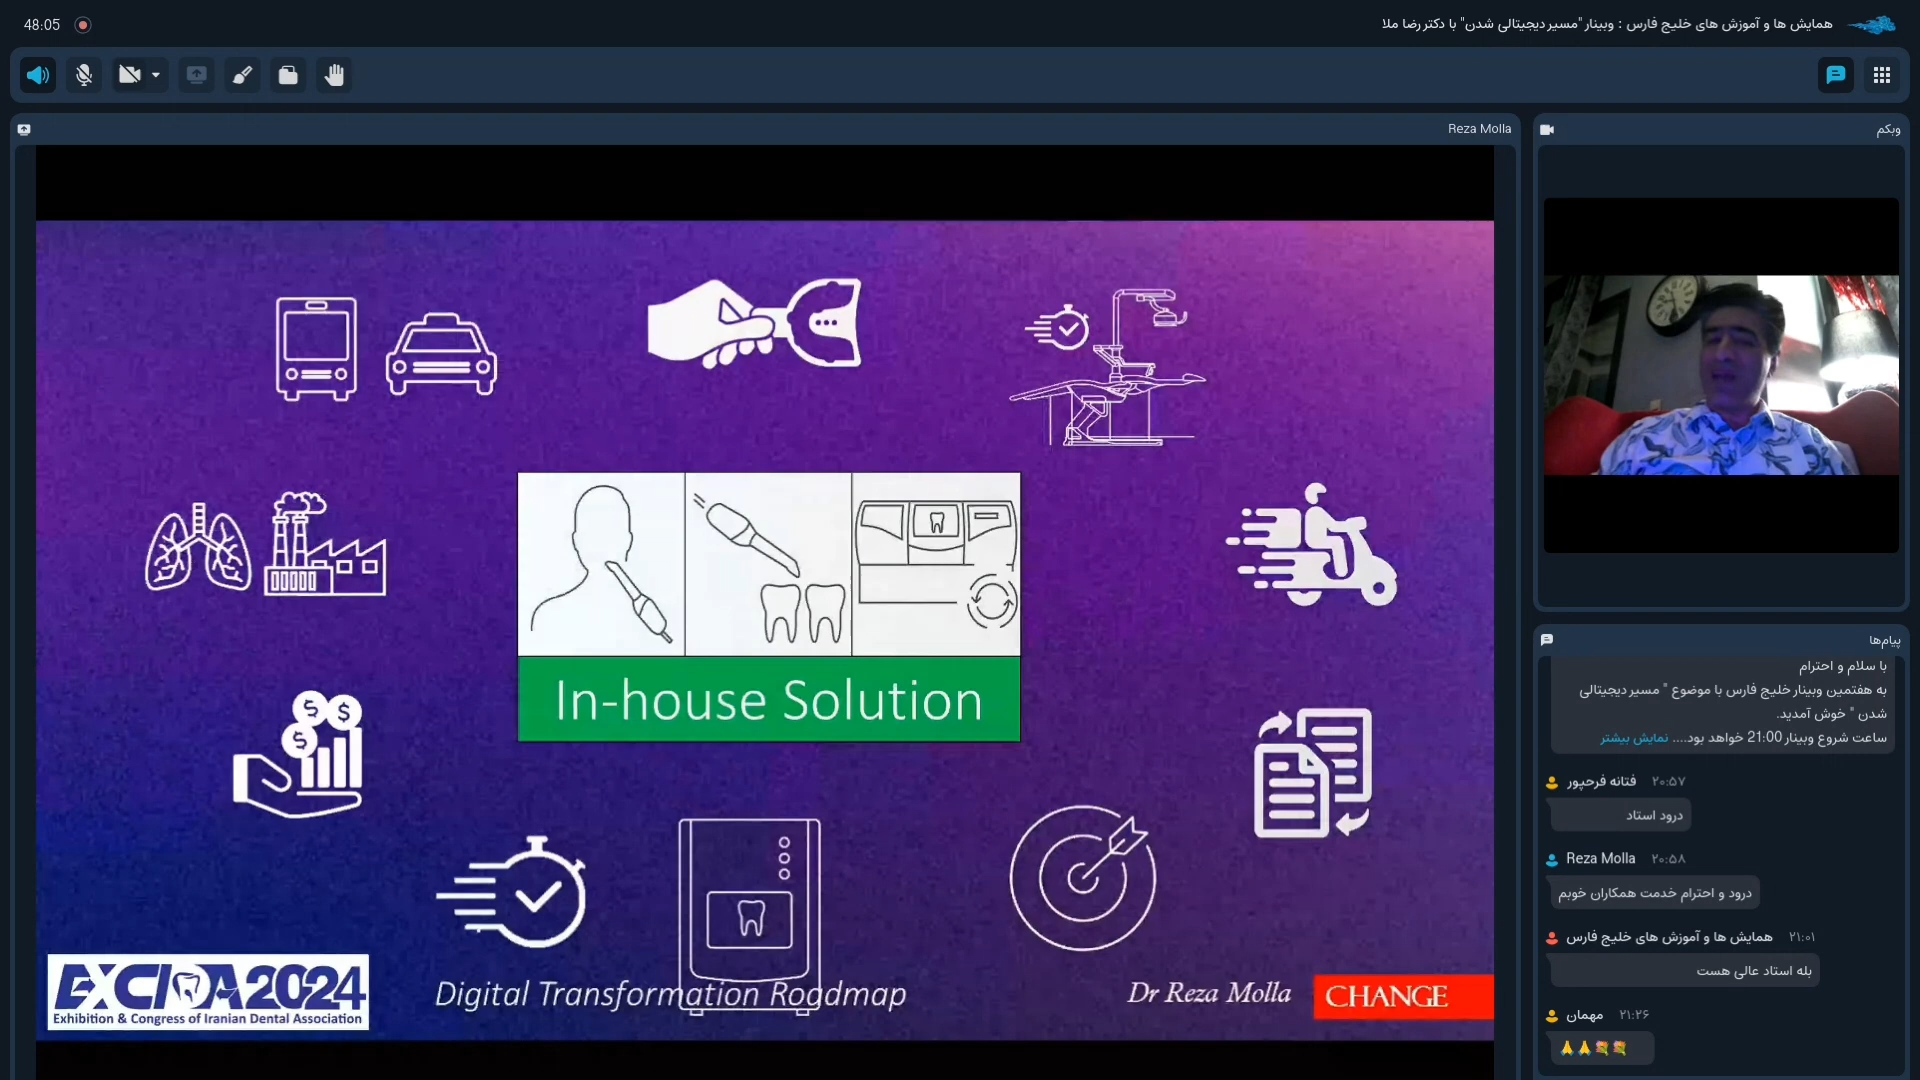 48:05
همایش ها و آموزش های خلیج فارس : وبینار "مسیر دیجیتالی شدن" با دکتر رضا ملا
Reza Molla
وبکم
In-house Solution
EXCIDA2024
Exhibition & Congress of Iranian Dental Association
Digital Transformation Roadmap
Dr Reza Molla
CHANGE
پیام‌ها
با سلام و احترام
به هفتمین وبینار خلیج فارس با موضوع " مسیر دیجیتالی
شدن " خوش آمدید.
ساعت شروع وبینار 21:00 خواهد بود.... نمایش بیشتر
فتانه فرحپور ۲۰:۵۷
درود استاد
Reza Molla ۲۰:۵۸
درود و احترام خدمت همکاران خوبم
همایش ها و آموزش های خلیج فارس ۲۱:۰۱
بله استاد عالی هست
مهمان ۲۱:۲۶